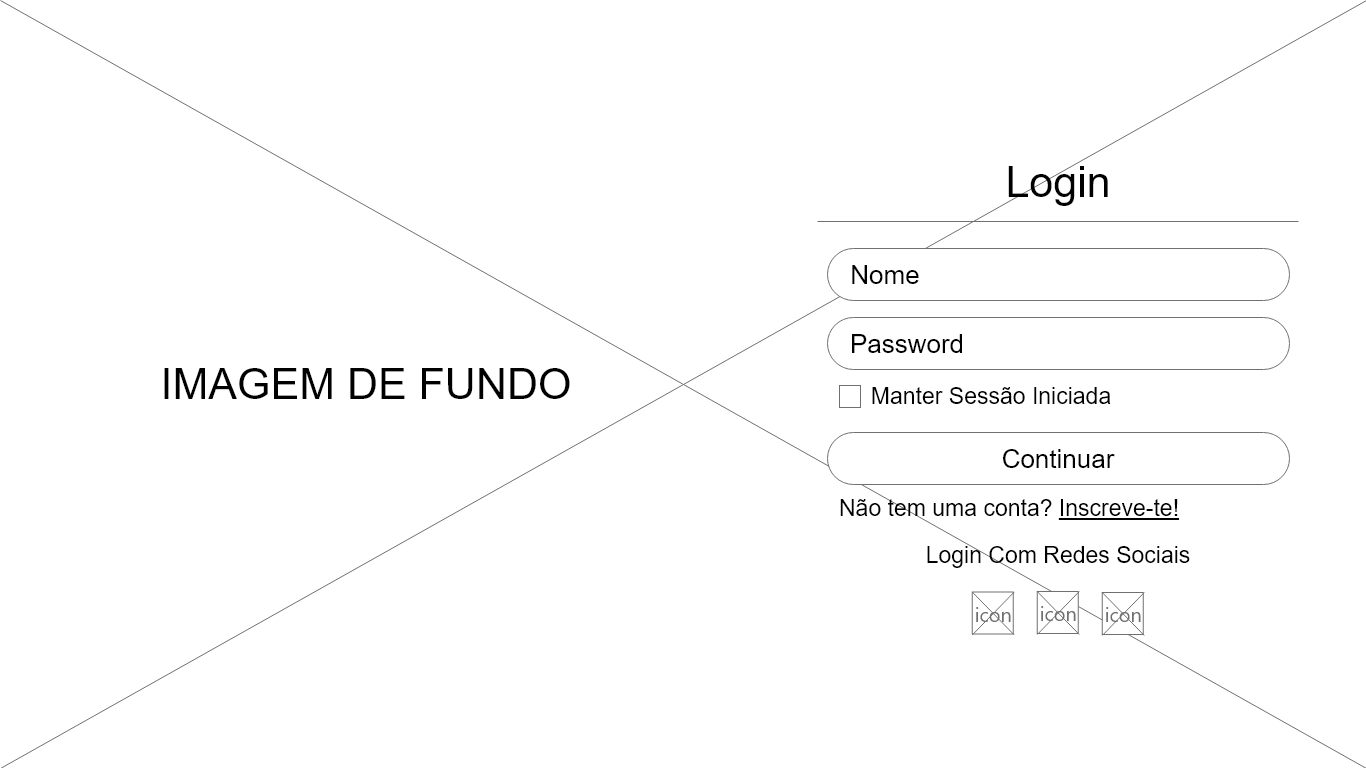 Login
Nome
Password
IMAGEM DE FUNDO
Manter Sessão Iniciada
Continuar
Não tem uma conta? Inscreve-te!
Login Com Redes Sociais
icon icon icon